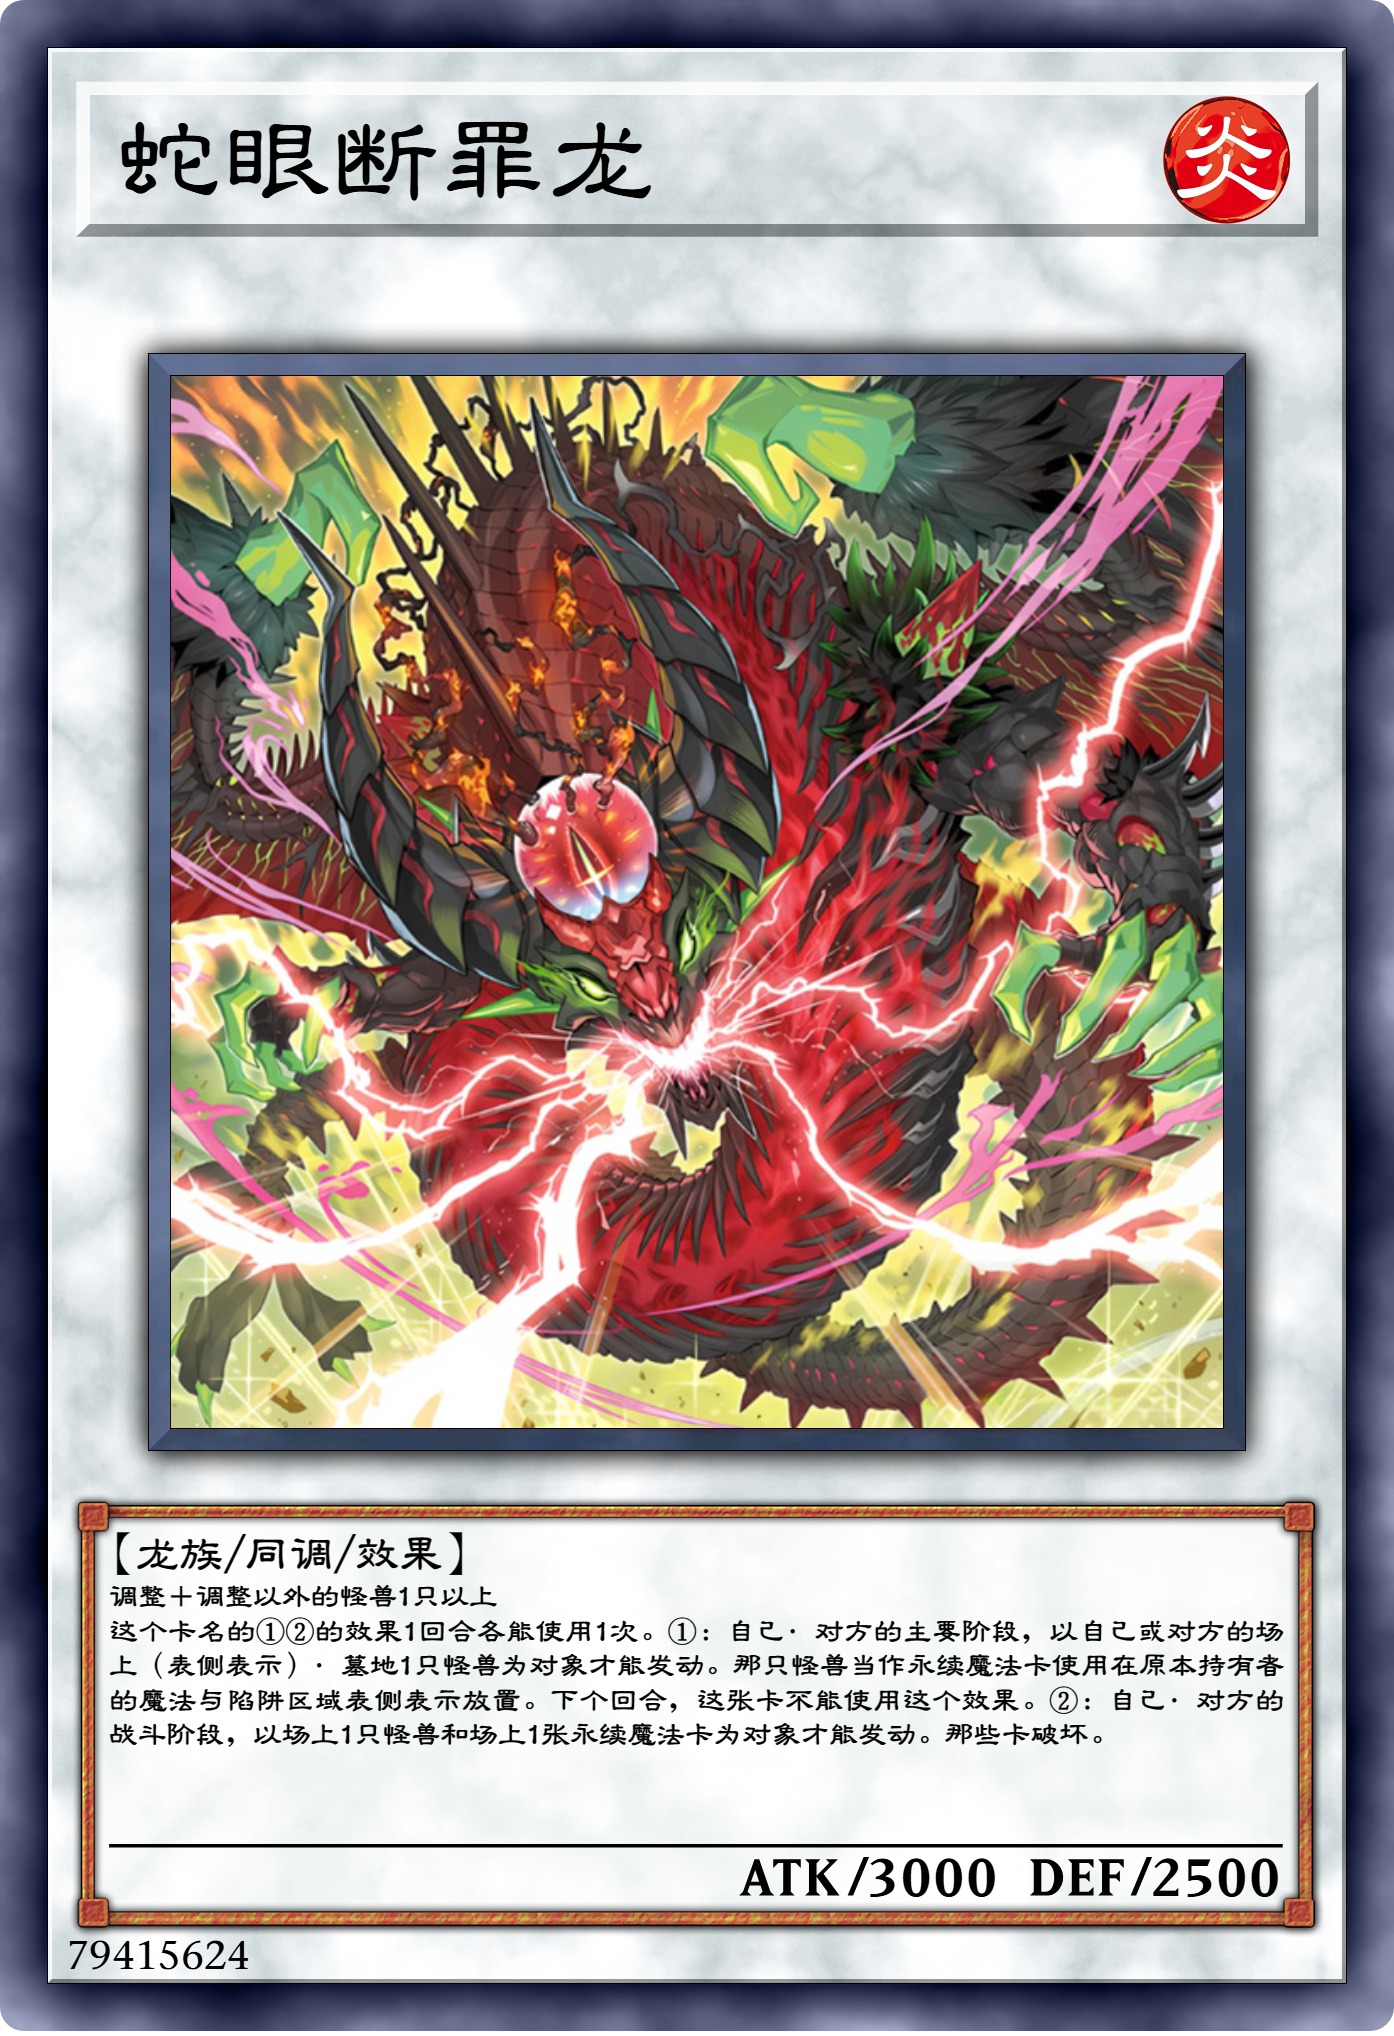 蛇眼断罪龙
炎
【龙族/同调/效果】
调整＋调整以外的怪兽1只以上
这个卡名的①②的效果1回合各能使用1次。①：自己·对方的主要阶段，以自己或对方的场
上（表侧表示）·墓地1只怪兽为对象才能发动。那只怪兽当作永续魔法卡使用在原本持有者
的魔法与陷阱区域表侧表示放置。下个回合，这张卡不能使用这个效果。②：自己·对方的
战斗阶段，以场上1只怪兽和场上1张永续魔法卡为对象才能发动。那些卡破坏。
ATK/3000 DEF/2500
79415624